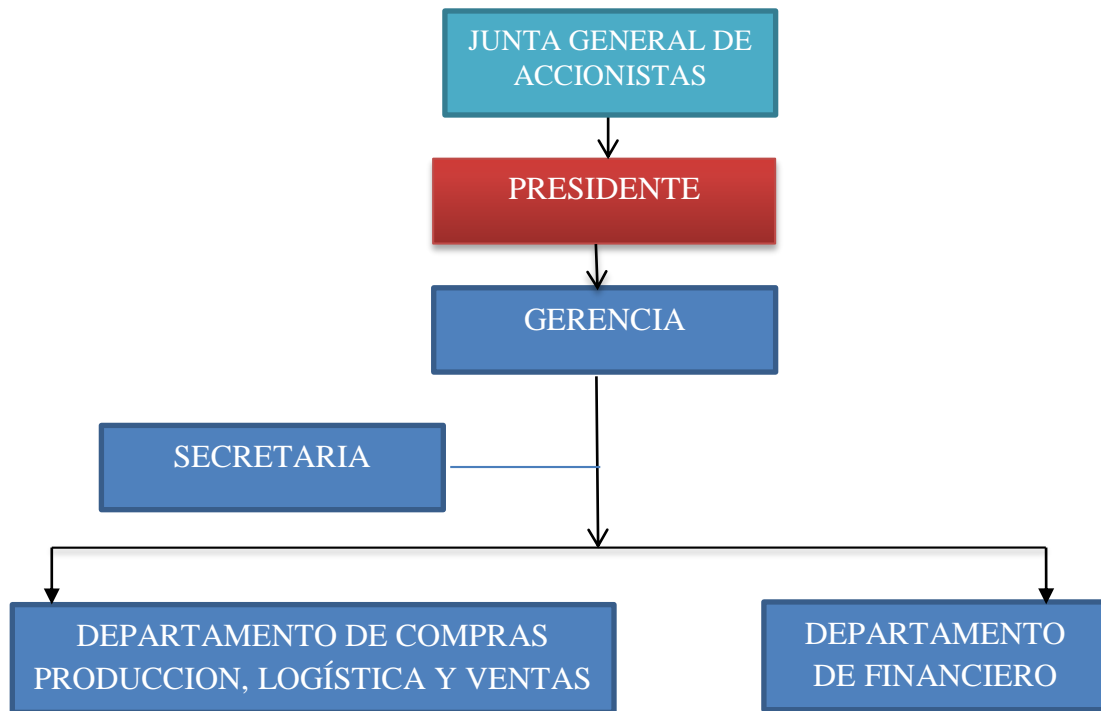 JUNTA GENERAL DE
ACCIONISTAS
PRESIDENTE
GERENCIA
SECRETARIA
DEPARTAMENTO DE COMPRAS
PRODUCCION, LOGÍSTICA Y VENTAS
DEPARTAMENTO
DE FINANCIERO